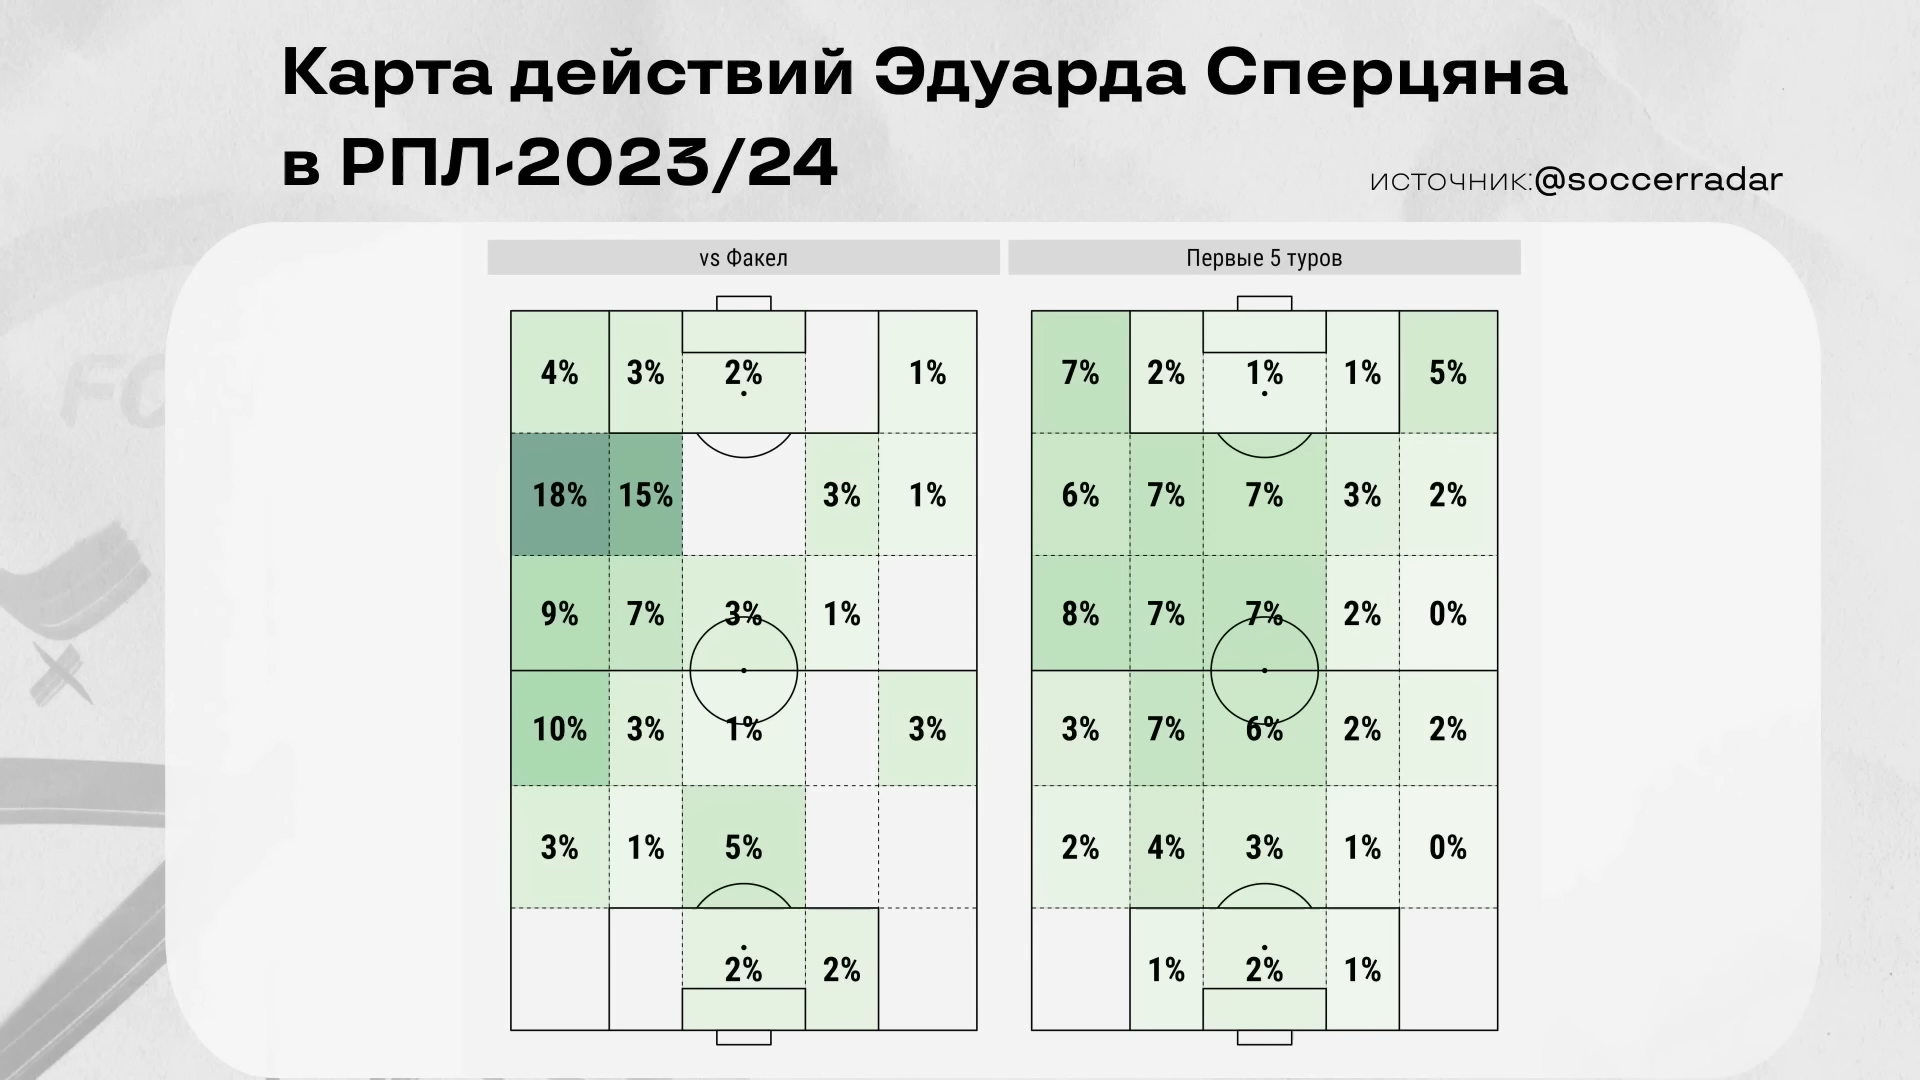 Карта действий Эдуарда Сперцяна
в РПЛ-2023/24
источник:@soccerradar
vs Факел
4% 3% 2% 1%
18% 15% 3% 1%
9% 7% 3% 1%
10% 3% 1% 3%
3% 1% 5%
2% 2%
Первые 5 туров
7% 2% 1% 1% 5%
6% 7% 7% 3% 2%
8% 7% 7% 2% 0%
3% 7% 6% 2% 2%
2% 4% 3% 1% 0%
1% 2% 1%